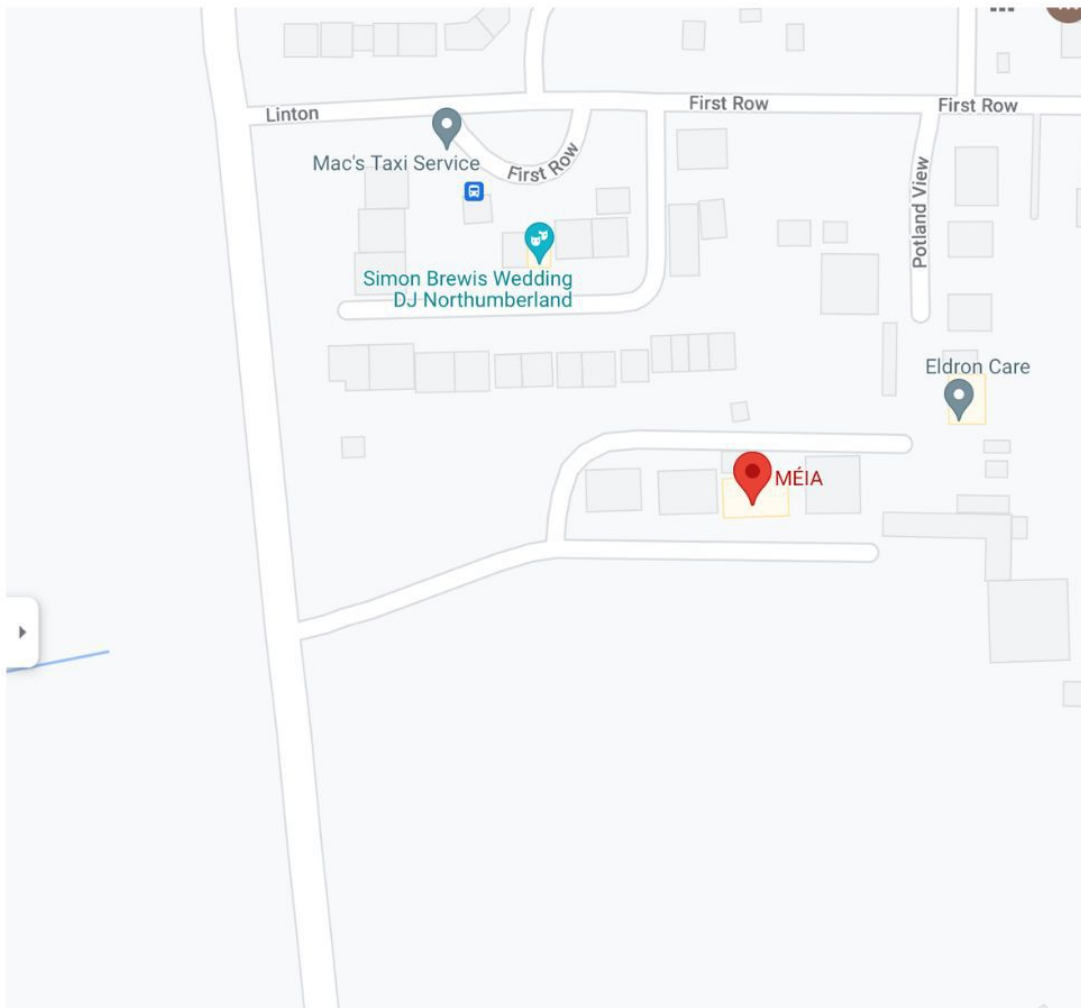 Linton
First Row
First Row
Mac's Taxi Service
First Row
Potland View
Simon Brewis Wedding
DJ Northumberland
Eldron Care
MÉIA